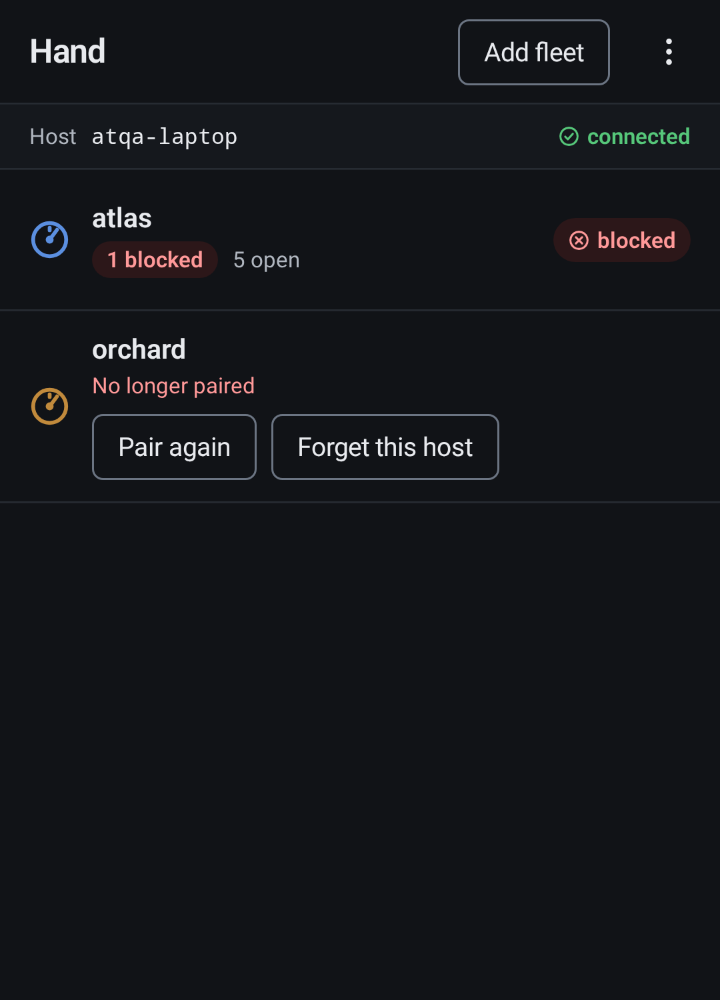 Hand
Add fleet
Host atqa-laptop
connected
atlas
1 blocked 5 open
blocked
orchard
No longer paired
Pair again
Forget this host